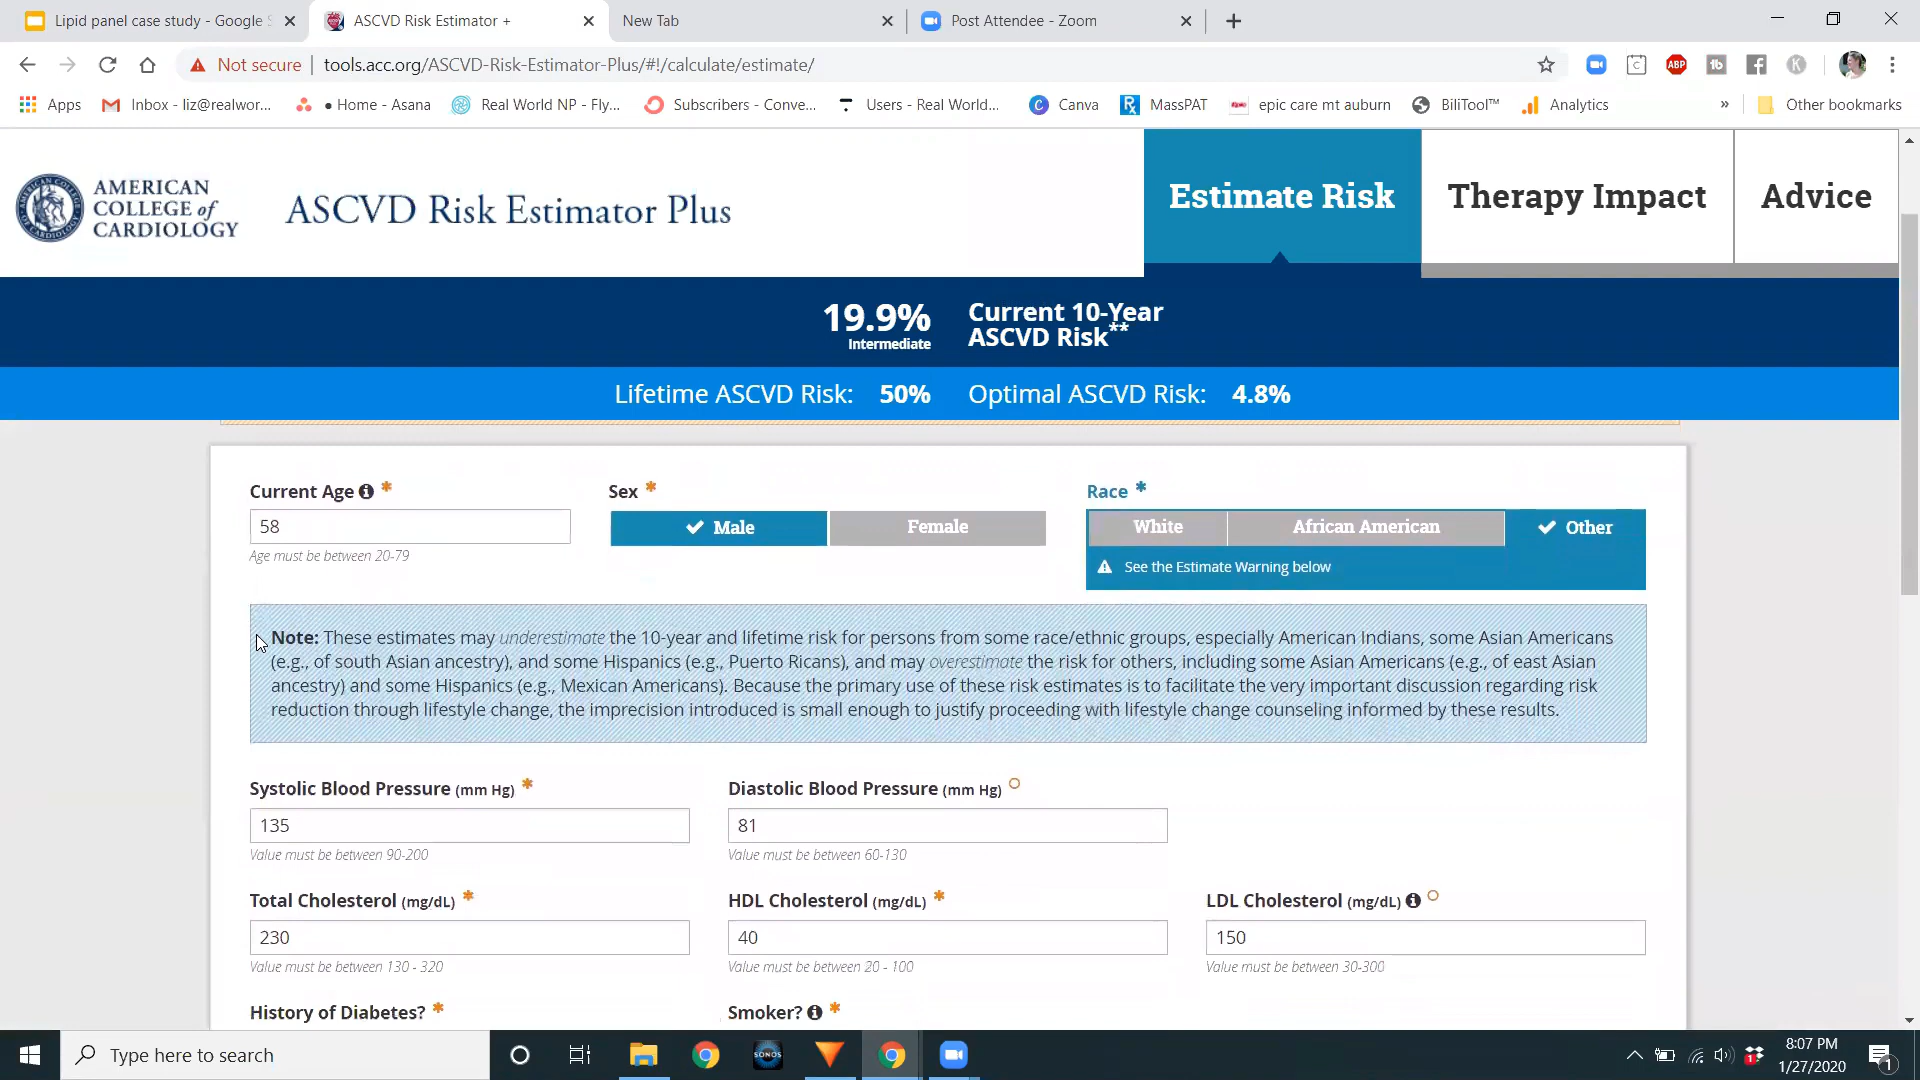 Lipid panel case study - Google S
ASCVD Risk Estimator +
New Tab
Post Attendee - Zoom
Not secure
tools.acc.org/ASCVD-Risk-Estimator-Plus/#!/calculate/estimate/
ABP
Apps
Inbox - liz@realwor...
Home - Asana
Real World NP - Fly...
Subscribers - Conve...
Users - Real World...
Canva
MassPAT
epic care mt auburn
BiliTool™
Analytics
»
Other bookmarks
AMERICAN
COLLEGE of
CARDIOLOGY
ASCVD Risk Estimator Plus
Estimate Risk
Therapy Impact
Advice
19.9%
Intermediate
Current 10-Year
ASCVD Risk**
Lifetime ASCVD Risk: 50%
Optimal ASCVD Risk: 4.8%
Current Age *
58
Age must be between 20-79
Sex *
Male
Female
Race *
White
African American
Other
See the Estimate Warning below
Note: These estimates may underestimate the 10-year and lifetime risk for persons from some race/ethnic groups, especially American Indians, some Asian Americans
(e.g., of south Asian ancestry), and some Hispanics (e.g., Puerto Ricans), and may overestimate the risk for others, including some Asian Americans (e.g., of east Asian
ancestry) and some Hispanics (e.g., Mexican Americans). Because the primary use of these risk estimates is to facilitate the very important discussion regarding risk
reduction through lifestyle change, the imprecision introduced is small enough to justify proceeding with lifestyle change counseling informed by these results.
Systolic Blood Pressure (mm Hg) *
135
Value must be between 90-200
Diastolic Blood Pressure (mm Hg)
81
Value must be between 60-130
Total Cholesterol (mg/dL) *
230
Value must be between 130 - 320
HDL Cholesterol (mg/dL) *
40
Value must be between 20 - 100
LDL Cholesterol (mg/dL)
150
Value must be between 30-300
History of Diabetes? *
Smoker? *
Type here to search
SONOS
8:07 PM
1/27/2020
1